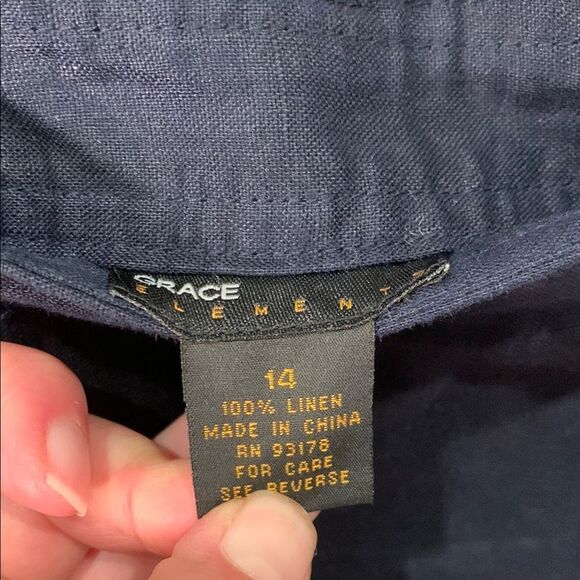 GRACE
ELEMENTS
14
100% LINEN
MADE IN CHINA
RN 93178
FOR CARE
SEE REVERSE